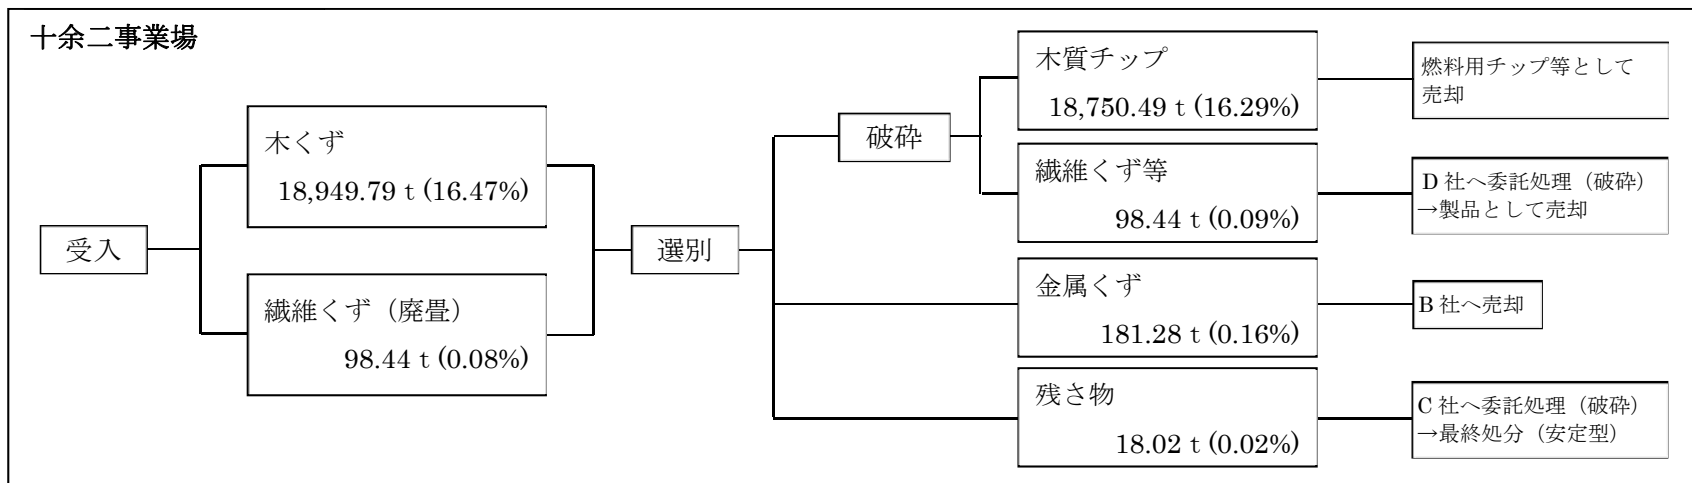 十余二事業場
受入
木くず
18,949.79 t (16.47%)
繊維くず（廃畳）
98.44 t (0.08%)
選別
破砕
木質チップ
18,750.49 t (16.29%)
繊維くず等
98.44 t (0.09%)
金属くず
181.28 t (0.16%)
残さ物
18.02 t (0.02%)
燃料用チップ等として
売却
D 社へ委託処理（破砕）
→製品として売却
B 社へ売却
C 社へ委託処理（破砕）
→最終処分（安定型）